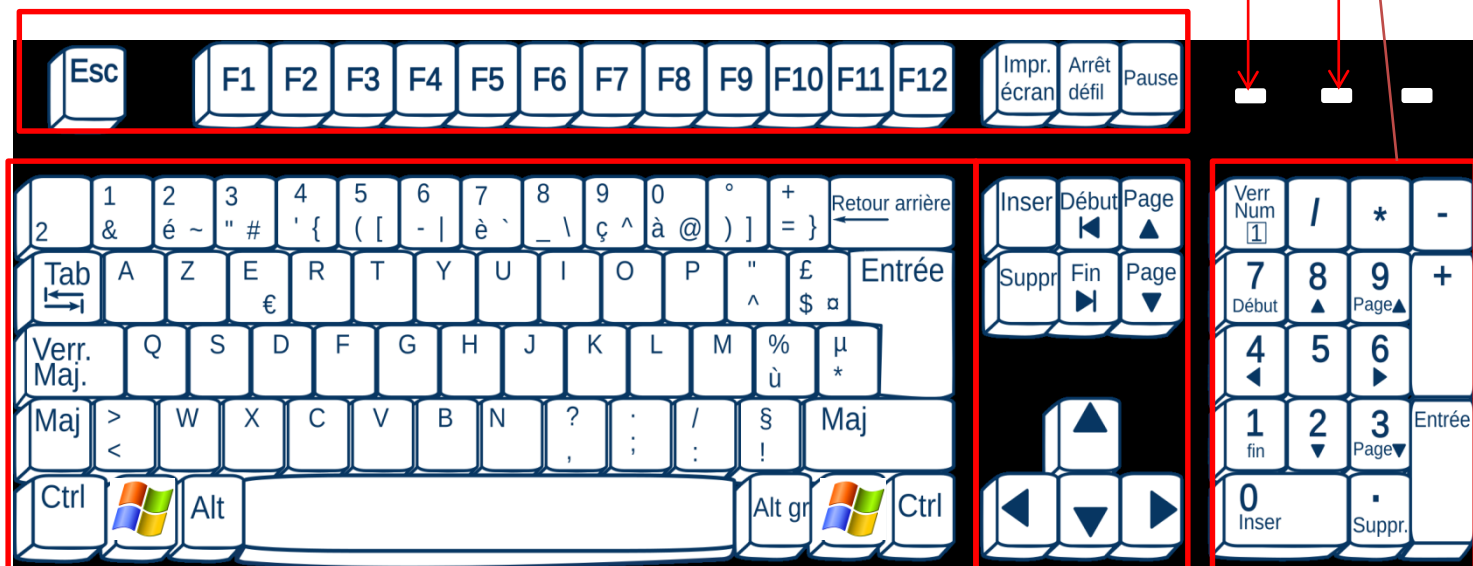 Esc F1 F2 F3 F4 F5 F6 F7 F8 F9 F10 F11 F12 Impr. écran Arrêt défil Pause
2 1 & 2 é ~ 3 " # 4 ' { 5 ( [ 6 - | 7 è ` 8 _ \ 9 ç ^ 0 à @ ° ) ] + = } Retour arrière
Inser Début Page
Verr Num 1 / * -
Tab A Z E € R T Y U I O P " ^ £ $ ¤ Entrée
Suppr Fin Page
7 Début 8 9 Page +
Verr. Maj. Q S D F G H J K L M % ù µ *
4 5 6
Maj > < W X C V B N ? , . ; / : § ! Maj
1 fin 2 3 Page Entrée
Ctrl Alt Alt gr Ctrl
0 Inser . Suppr.